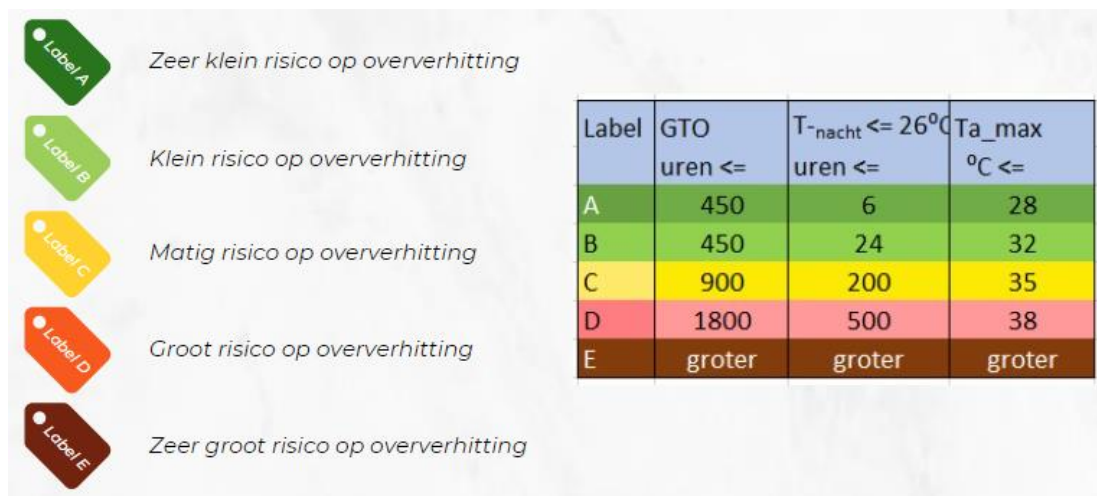 Label A
Zeer klein risico op oververhitting
Label B
Klein risico op oververhitting
Label C
Matig risico op oververhitting
Label D
Groot risico op oververhitting
Label E
Zeer groot risico op oververhitting
Label GTO T-nacht <= 26⁰C Ta_max
uren <= uren <= ⁰C <=
A 450 6 28
B 450 24 32
C 900 200 35
D 1800 500 38
E groter groter groter